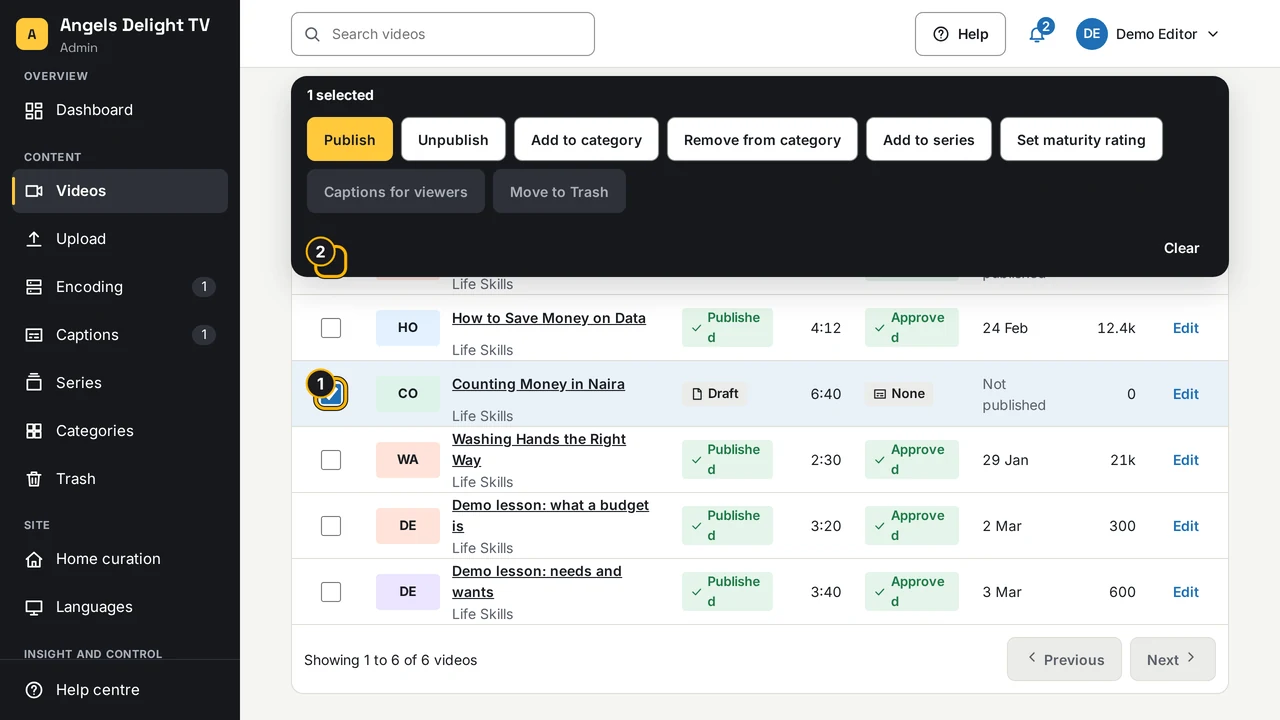 A
Angels Delight TV
Admin
OVERVIEW
Dashboard
CONTENT
Videos
Upload
Encoding 1
Captions 1
Series
Categories
Trash
SITE
Home curation
Languages
INSIGHT AND CONTROL
Help centre
Search videos
Help
2
DE Demo Editor
1 selected
Publish Unpublish Add to category Remove from category Add to series Set maturity rating
Captions for viewers Move to Trash
2
Clear
published
Life Skills
HO How to Save Money on Data
Life Skills
Publishe
d
4:12
Approve
d
24 Feb 12.4k Edit
1
CO Counting Money in Naira
Life Skills
Draft 6:40 None
Not
published
0 Edit
WA Washing Hands the Right
Way
Life Skills
Publishe
d
2:30
Approve
d
29 Jan 21k Edit
DE Demo lesson: what a budget
is
Life Skills
Publishe
d
3:20
Approve
d
2 Mar 300 Edit
DE Demo lesson: needs and
wants
Life Skills
Publishe
d
3:40
Approve
d
3 Mar 600 Edit
Showing 1 to 6 of 6 videos
Previous Next